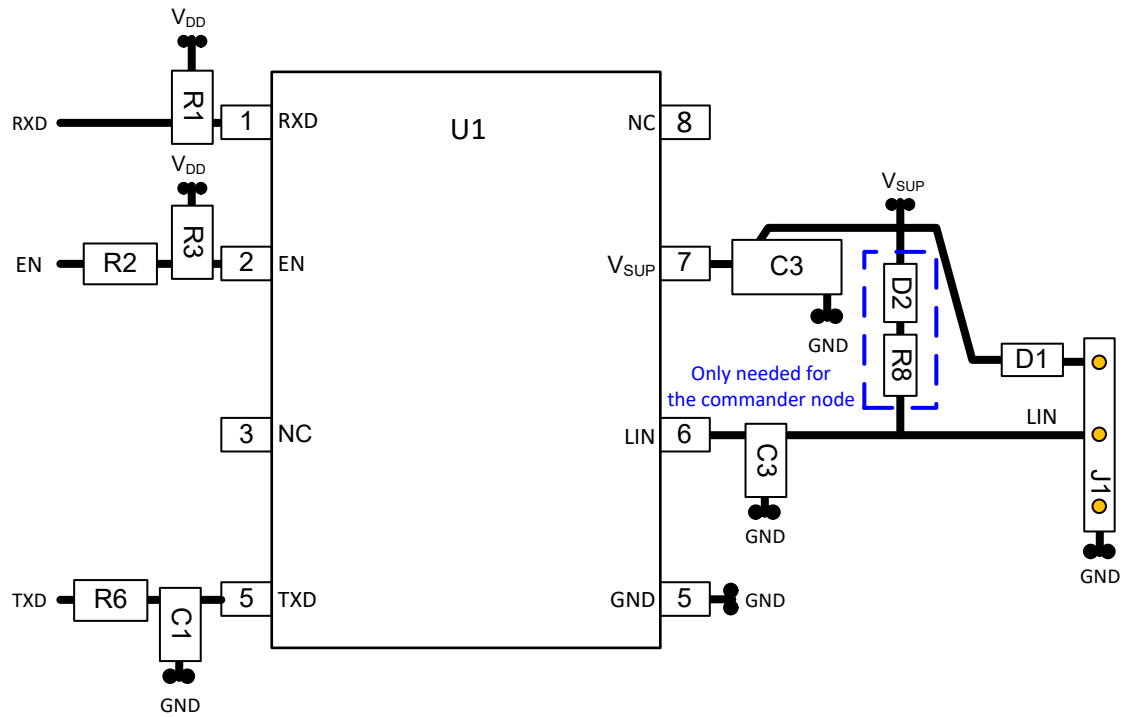 VDD
R1
RXD
1
RXD
U1
NC
8
VDD
R3
EN
R2
2
EN
VSUP
7
C3
GND
VSUP
D2
R8
D1
Only needed for
the commander node
3
NC
LIN
6
C3
GND
LIN
J1
GND
TXD
R6
C1
GND
5
TXD
GND
5
GND